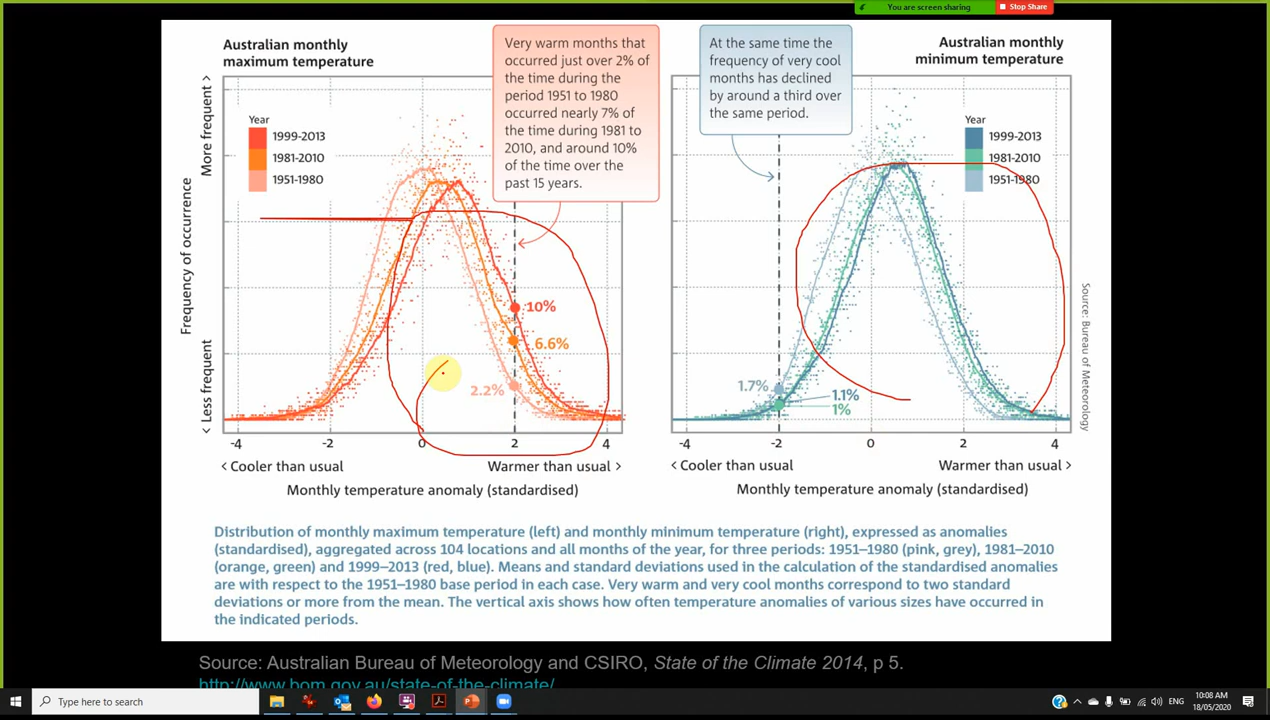 You are screen sharing
Stop Share
Australian monthly
maximum temperature
Very warm months that
occurred just over 2% of
the time during the
period 1951 to 1980
occurred nearly 7% of
the time during 1981 to
2010, and around 10%
of the time over the
past 15 years.
At the same time the
frequency of very cool
months has declined
by around a third over
the same period.
Australian monthly
minimum temperature
Year
1999-2013
1981-2010
1951-1980
Year
1999-2013
1981-2010
1951-1980
More frequent >
Frequency of occurrence
< Less frequent
10%
6.6%
2.2%
1.7%
1.1%
1%
Source: Bureau of Meteorology
-4
-2
0
2
4
-4
-2
0
2
4
< Cooler than usual
Warmer than usual >
< Cooler than usual
Warmer than usual >
Monthly temperature anomaly (standardised)
Monthly temperature anomaly (standardised)
Distribution of monthly maximum temperature (left) and monthly minimum temperature (right), expressed as anomalies
(standardised), aggregated across 104 locations and all months of the year, for three periods: 1951–1980 (pink, grey), 1981–2010
(orange, green) and 1999–2013 (red, blue). Means and standard deviations used in the calculation of the standardised anomalies
are with respect to the 1951–1980 base period in each case. Very warm and very cool months correspond to two standard
deviations or more from the mean. The vertical axis shows how often temperature anomalies of various sizes have occurred in
the indicated periods.
Source: Australian Bureau of Meteorology and CSIRO, State of the Climate 2014, p 5.
http://www.bom.gov.au/state-of-the-climate/
Type here to search
ENG
10:08 AM
18/05/2020